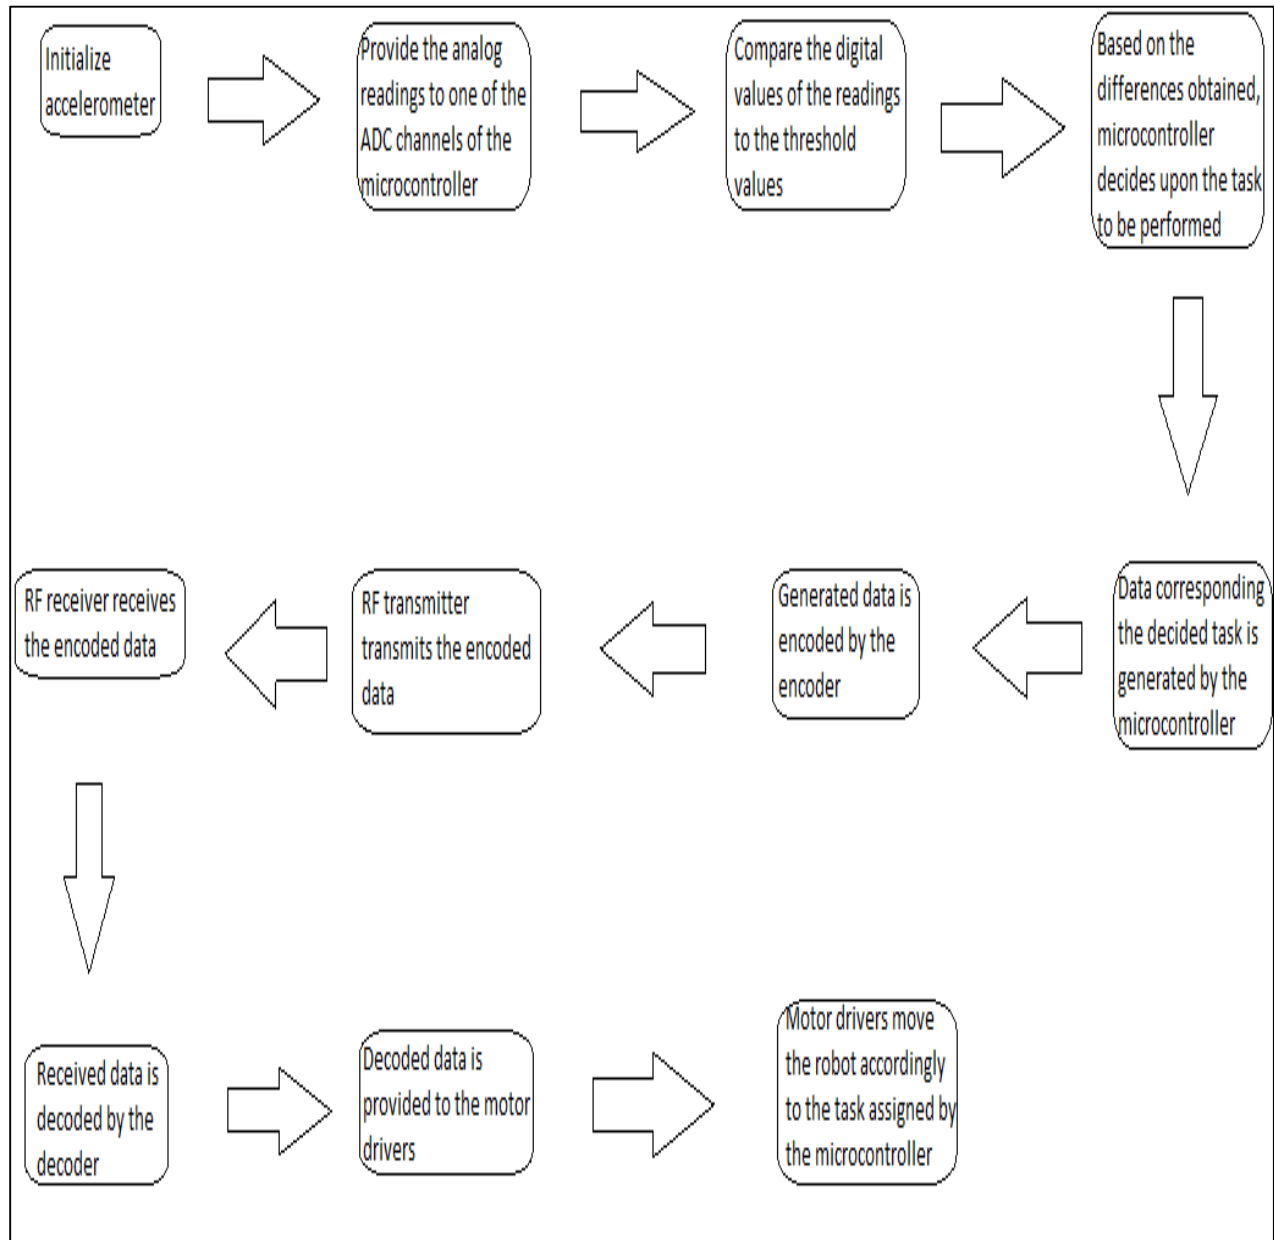 Initialize
accelerometer
Provide the analog
readings to one of the
ADC channels of the
microcontroller
Compare the digital
values of the readings
to the threshold
values
Based on the
differences obtained,
microcontroller
decides upon the task
to be performed
Data corresponding
the decided task is
generated by the
microcontroller
Generated data is
encoded by the
encoder
RF transmitter
transmits the encoded
data
RF receiver receives
the encoded data
Received data is
decoded by the
decoder
Decoded data is
provided to the motor
drivers
Motor drivers move
the robot accordingly
to the task assigned by
the microcontroller